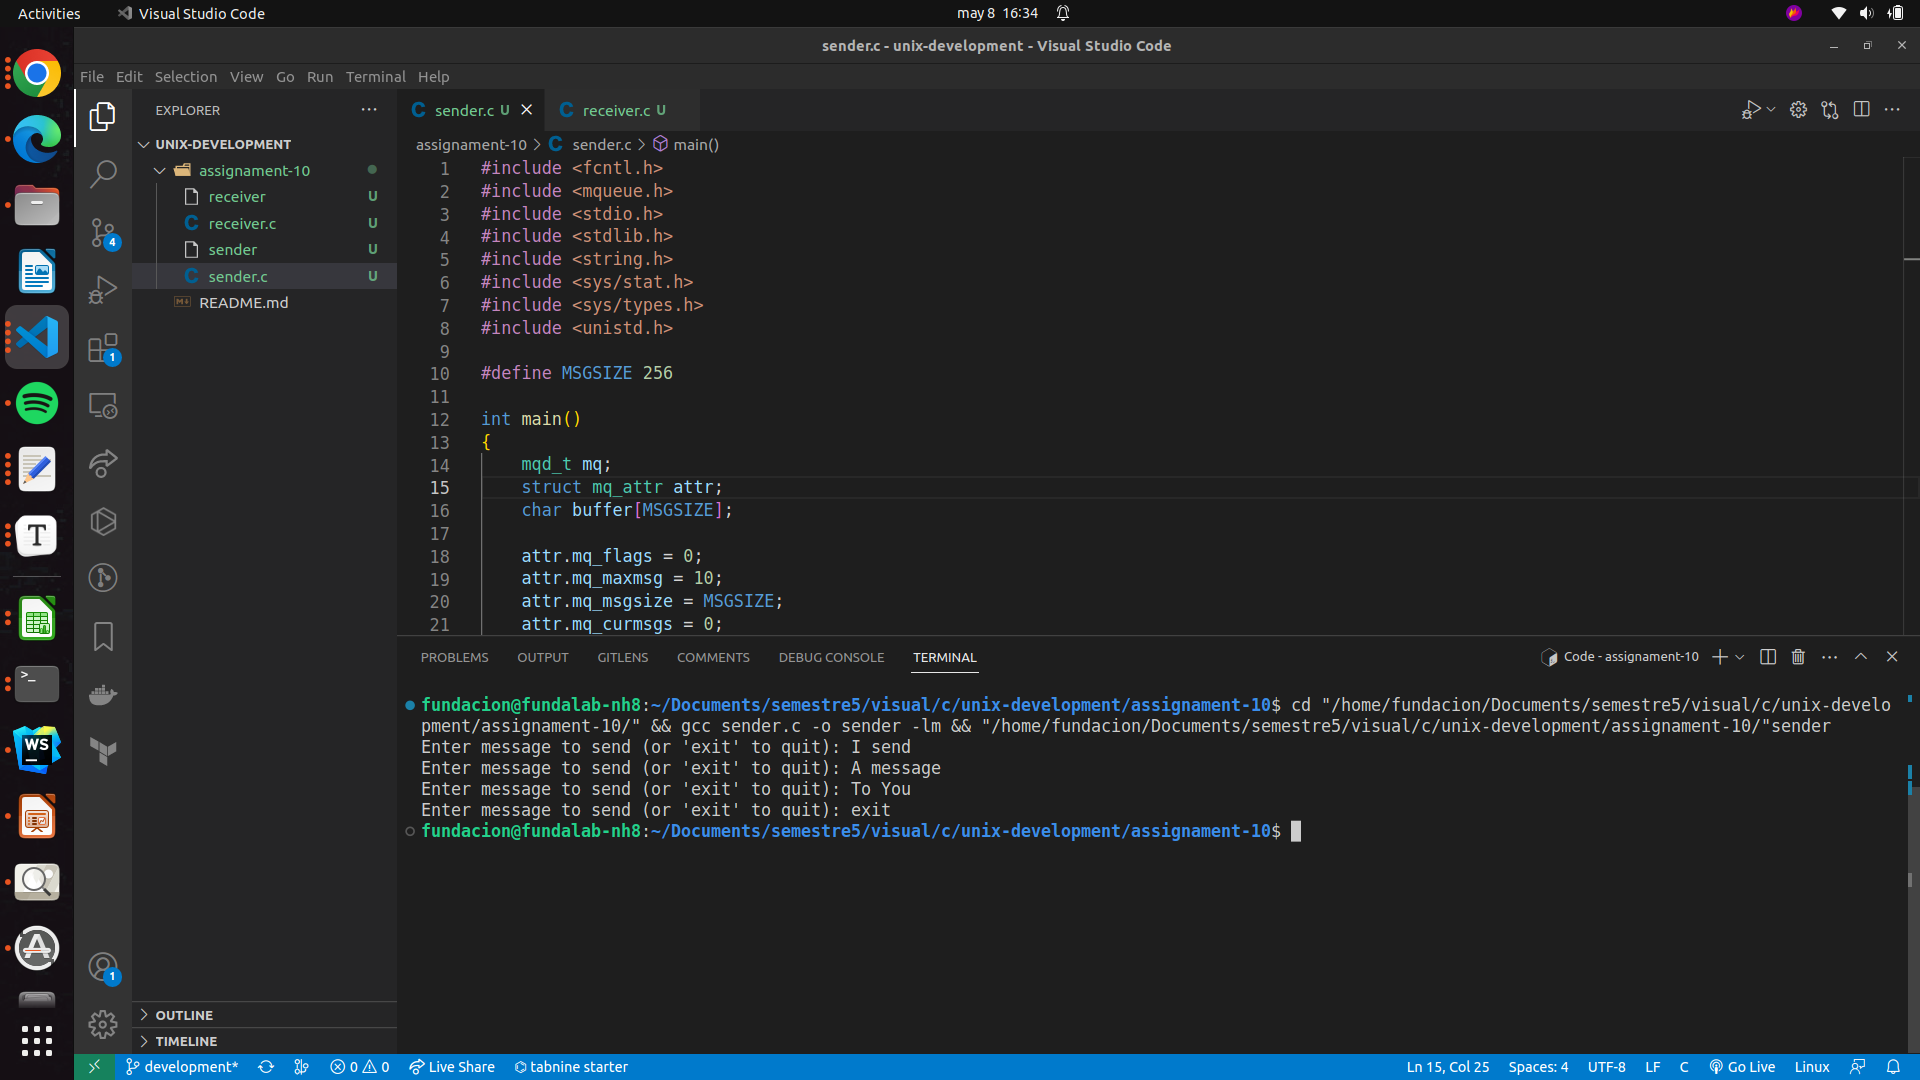 Activities
Visual Studio Code
may 8 16:34
sender.c - unix-development - Visual Studio Code
File Edit Selection View Go Run Terminal Help
EXPLORER
sender.c U
receiver.c U
assignament-10 > C sender.c > main()
UNIX-DEVELOPMENT
assignament-10
receiver U
C receiver.c U
sender U
C sender.c U
README.md
4
1
1
OUTLINE
TIMELINE
1 #include <fcntl.h>
2 #include <mqueue.h>
3 #include <stdio.h>
4 #include <stdlib.h>
5 #include <string.h>
6 #include <sys/stat.h>
7 #include <sys/types.h>
8 #include <unistd.h>
9
10 #define MSGSIZE 256
11
12 int main()
13 {
14 mqd_t mq;
15 struct mq_attr attr;
16 char buffer[MSGSIZE];
17
18 attr.mq_flags = 0;
19 attr.mq_maxmsg = 10;
20 attr.mq_msgsize = MSGSIZE;
21 attr.mq_curmsgs = 0;
PROBLEMS OUTPUT GITLENS COMMENTS DEBUG CONSOLE TERMINAL
Code - assignament-10
fundacion@fundalab-nh8:~/Documents/semestre5/visual/c/unix-development/assignament-10$ cd "/home/fundacion/Documents/semestre5/visual/c/unix-develo
pment/assignament-10/" && gcc sender.c -o sender -lm && "/home/fundacion/Documents/semestre5/visual/c/unix-development/assignament-10/"sender
Enter message to send (or 'exit' to quit): I send
Enter message to send (or 'exit' to quit): A message
Enter message to send (or 'exit' to quit): To You
Enter message to send (or 'exit' to quit): exit
fundacion@fundalab-nh8:~/Documents/semestre5/visual/c/unix-development/assignament-10$
development* 0 0 Live Share tabnine starter
Ln 15, Col 25 Spaces: 4 UTF-8 LF C Go Live Linux
T
WS